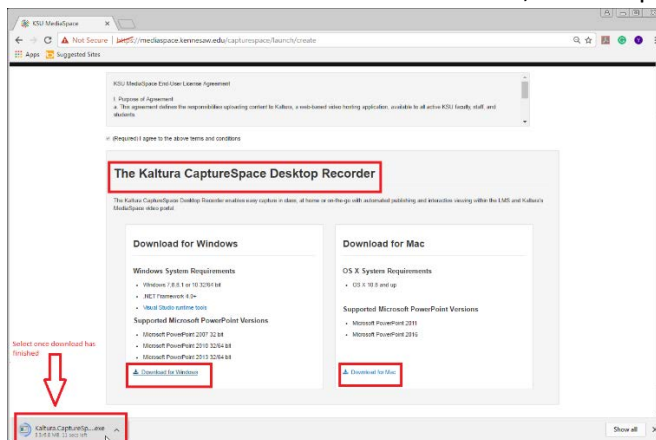 KSU MediaSpace
Not Secure | https://mediaspace.kennesaw.edu/capturespace/launch/create
Apps Suggested Sites
KSU MediaSpace End-User License Agreement
I. Purpose of Agreement
a. This agreement defines the responsibilities uploading content to Kaltura, a web-based video hosting application, available to all active KSU faculty, staff, and
students.
(Required) I agree to the above terms and conditions
The Kaltura CaptureSpace Desktop Recorder
The Kaltura CaptureSpace Desktop Recorder enables easy capture in class, at home or on-the-go with automated publishing and interactive viewing within the LMS and Kaltura's
MediaSpace video portal.
Download for Windows
Windows System Requirements
Windows 7,8,8.1 or 10 32/64 bit
.NET Framework 4.0+
Visual Studio runtime tools
Supported Microsoft PowerPoint Versions
Microsoft PowerPoint 2007 32 bit
Microsoft PowerPoint 2010 32/64 bit
Microsoft PowerPoint 2013 32/64 bit
Download for Windows
Download for Mac
OS X System Requirements
OS X 10.8 and up
Supported Microsoft PowerPoint Versions
Microsoft PowerPoint 2011
Microsoft PowerPoint 2016
Download for Mac
Select once download has
finished
Kaltura.CaptureSp....exe
Show all